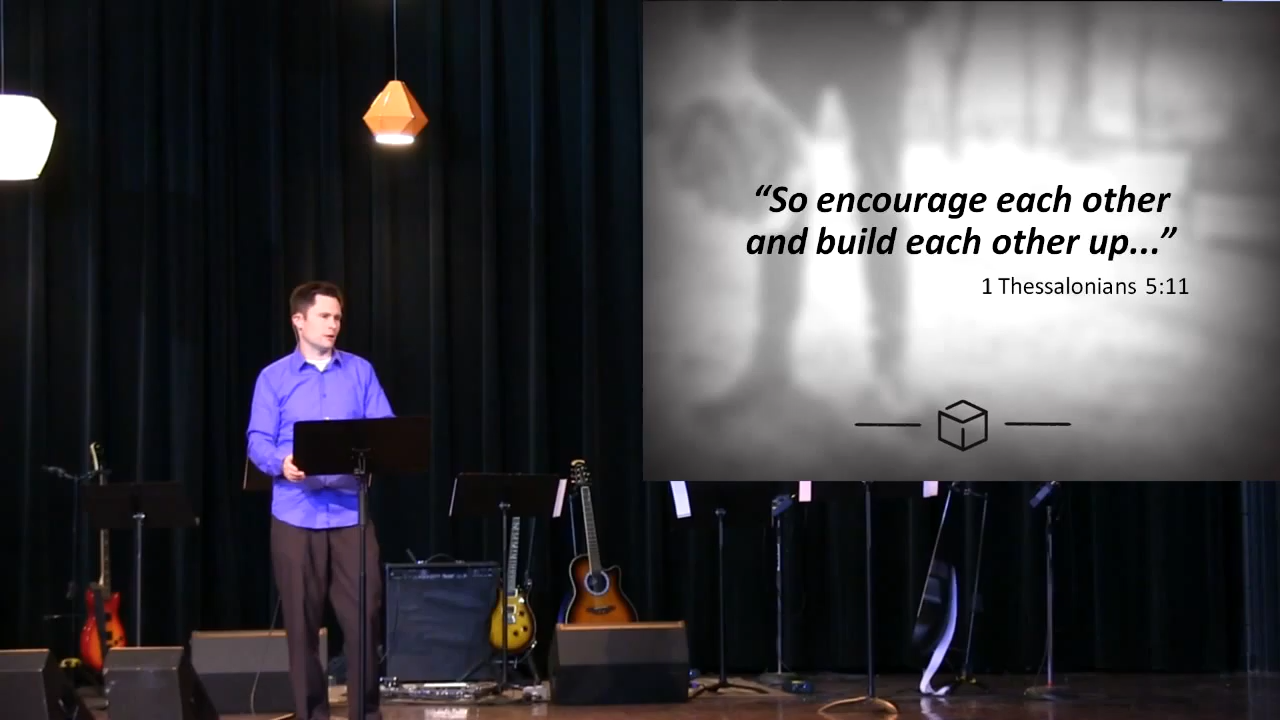 “So encourage each other
and build each other up...”
1 Thessalonians 5:11